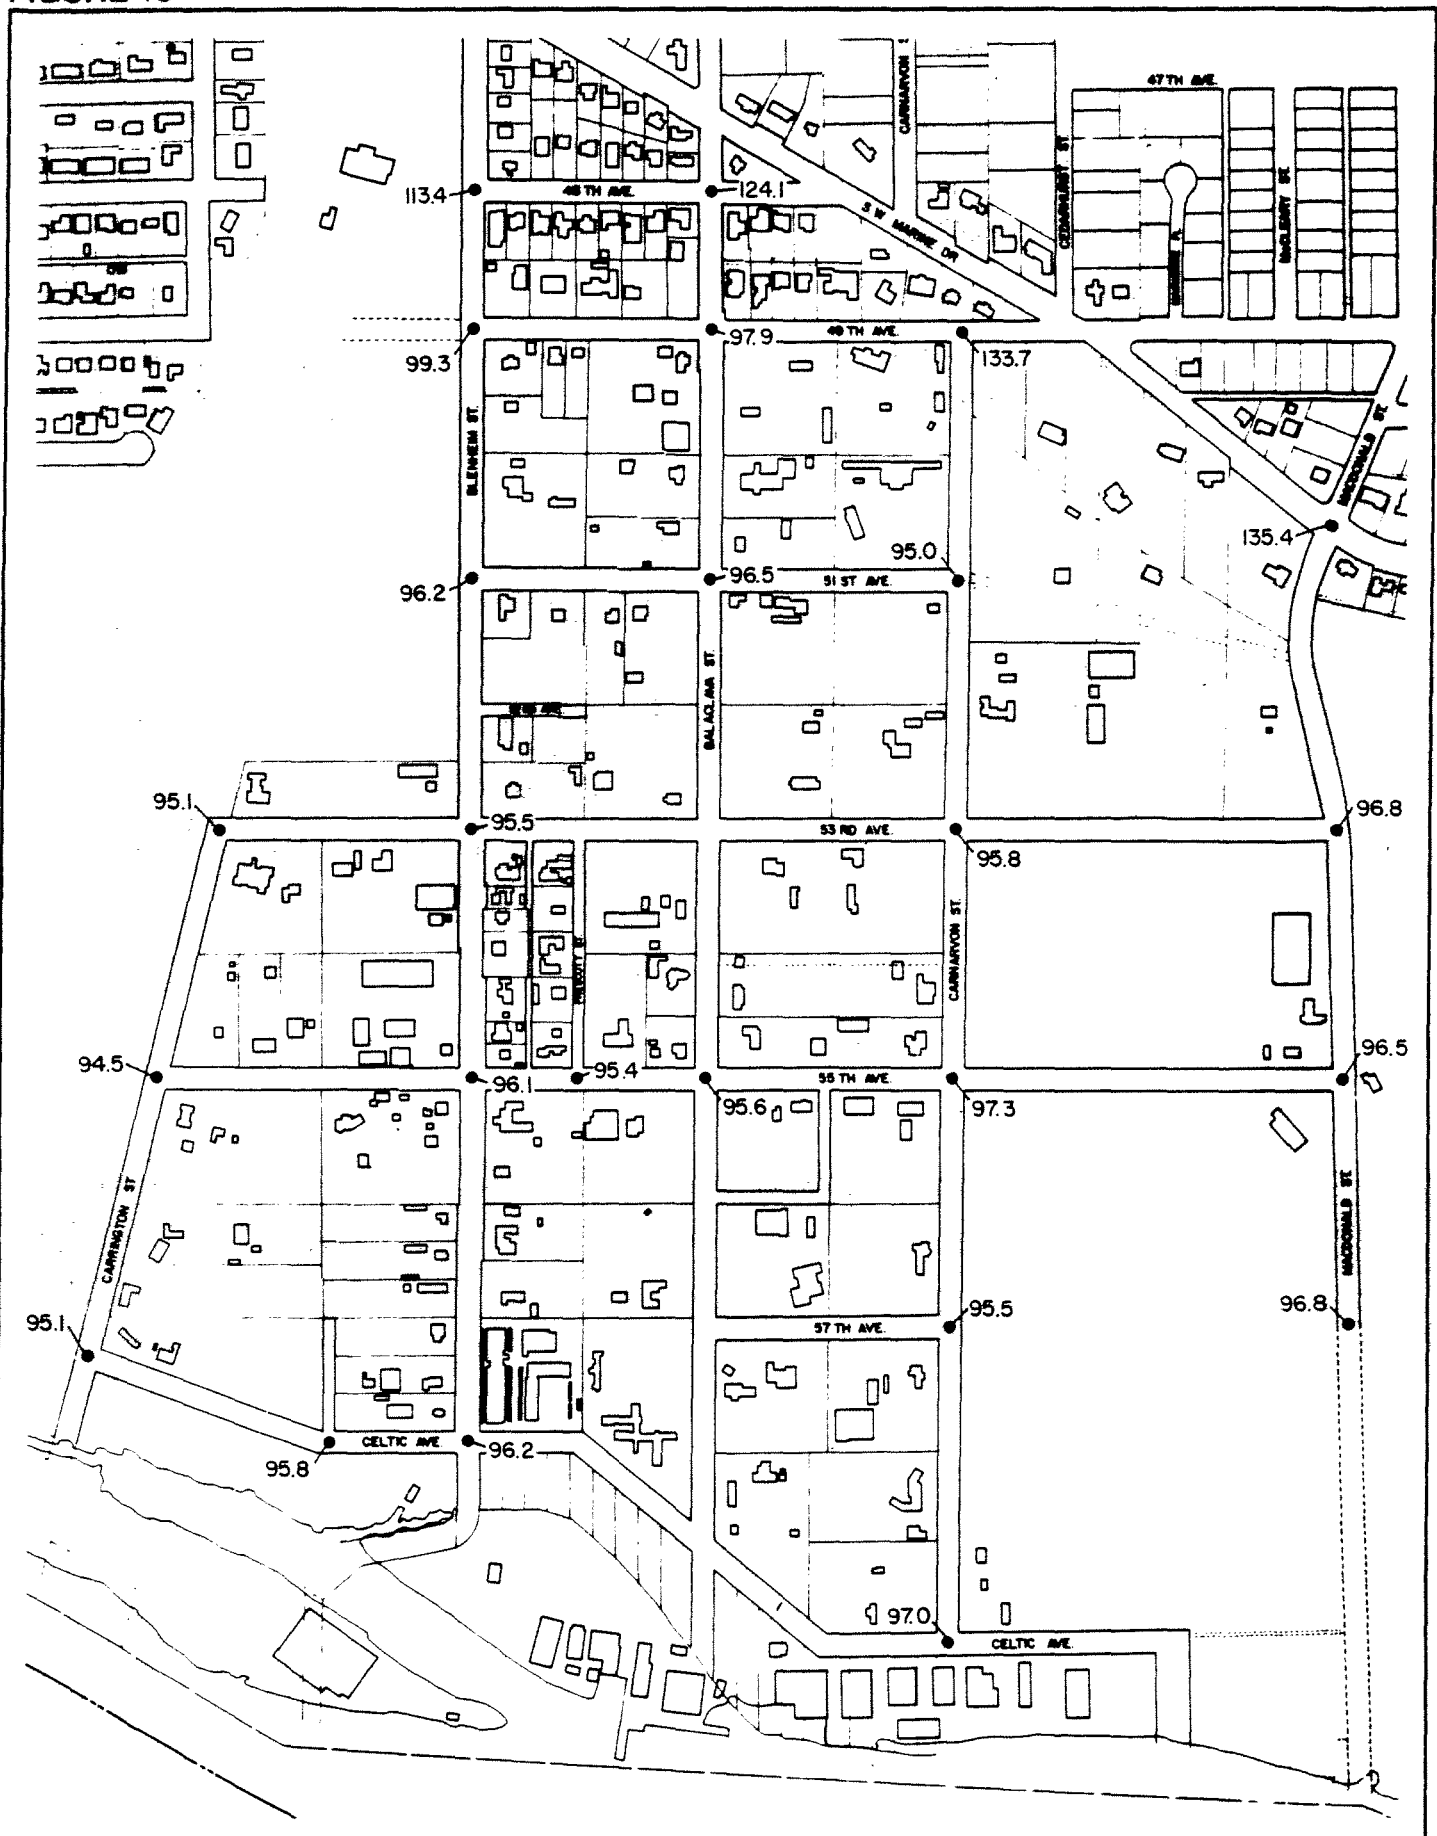 CARNARVON S
47 TH AVE.
CEDARHURST ST.
McCLEERY ST.
113.4
48 TH AVE.
124.1
S W MARINE DR
99.3
97.9
49 TH AVE.
133.7
BLENHEIM ST.
MACDONALD ST.
135.4
96.2
96.5
51 ST AVE.
95.0
BALACLAVA ST.
95.1
95.5
53 RD AVE.
95.8
96.8
CARNARVON ST.
94.5
96.1
95.4
95.6
55 TH AVE.
97.3
96.5
CARRINGTON ST
MACDONALD ST.
95.1
57 TH AVE.
95.5
96.8
95.8
CELTIC AVE.
96.2
97.0
CELTIC AVE.